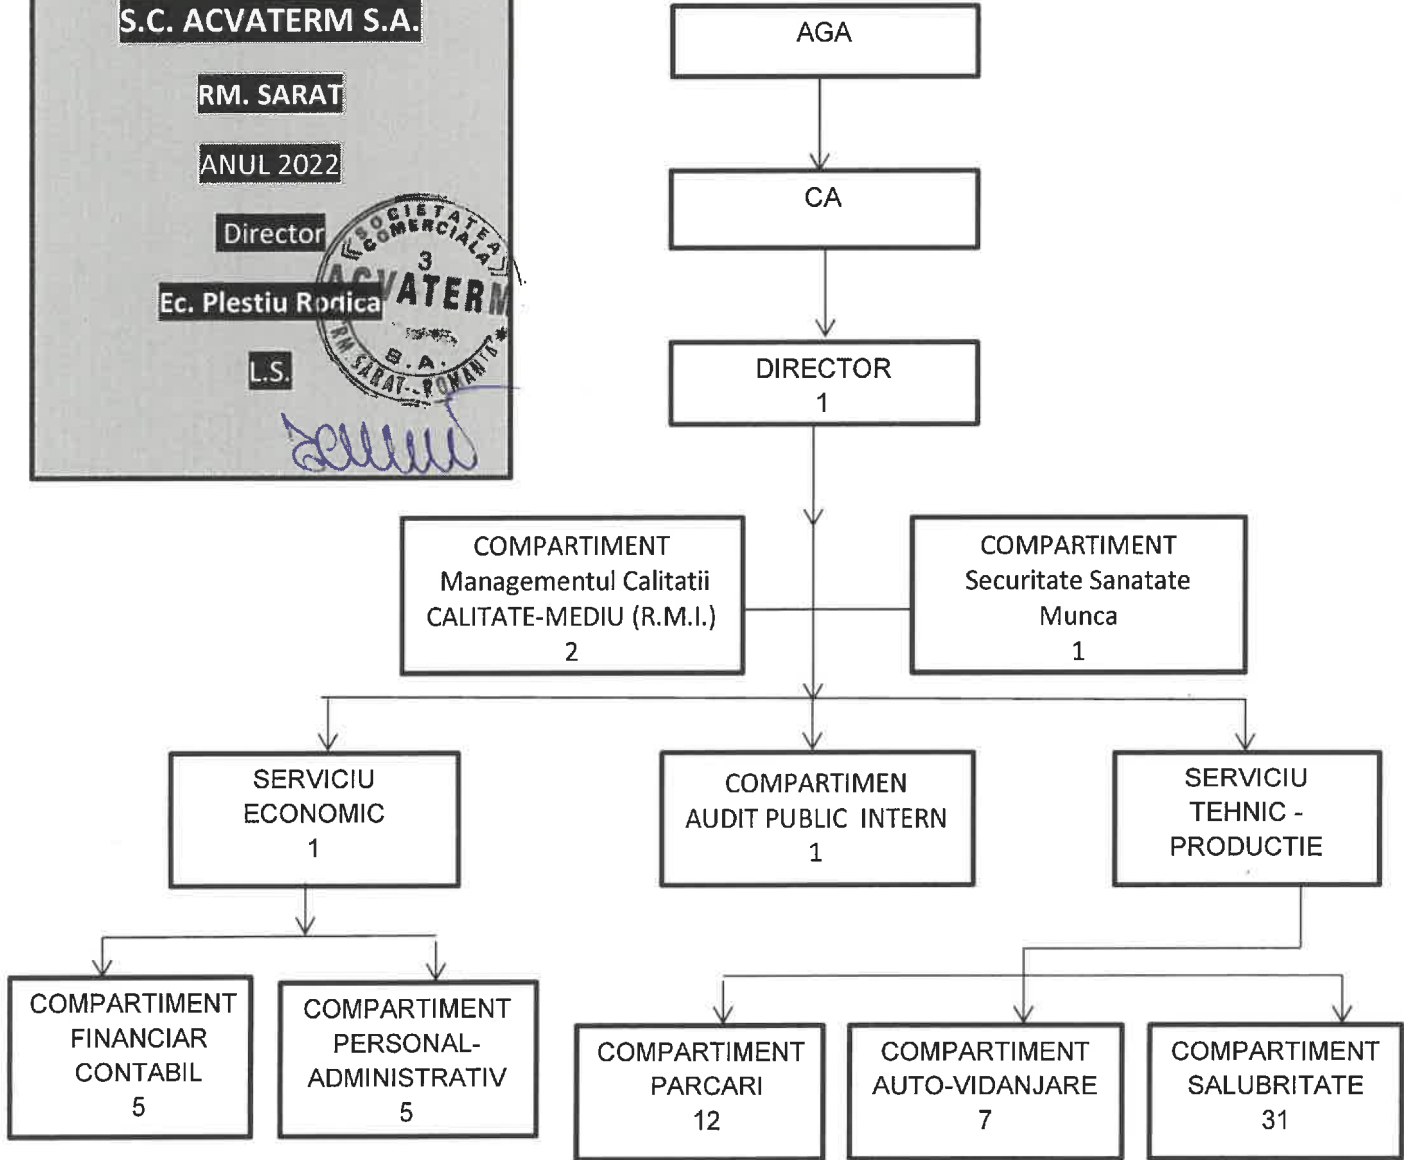 S.C. ACVATERM S.A.
RM. SARAT
ANUL 2022
Director
Ec. Plestiu Rodica
L.S.
SOCIETATEA
COMERCIALA
3
ACVATERM
S.A.
RM. SARAT - ROMANIA
AGA
CA
DIRECTOR
1
COMPARTIMENT
Managementul Calitatii
CALITATE-MEDIU (R.M.I.)
2
COMPARTIMENT
Securitate Sanatate
Munca
1
SERVICIU
ECONOMIC
1
COMPARTIMEN
AUDIT PUBLIC INTERN
1
SERVICIU
TEHNIC -
PRODUCTIE
COMPARTIMENT
FINANCIAR
CONTABIL
5
COMPARTIMENT
PERSONAL-
ADMINISTRATIV
5
COMPARTIMENT
PARCARI
12
COMPARTIMENT
AUTO-VIDANJARE
7
COMPARTIMENT
SALUBRITATE
31